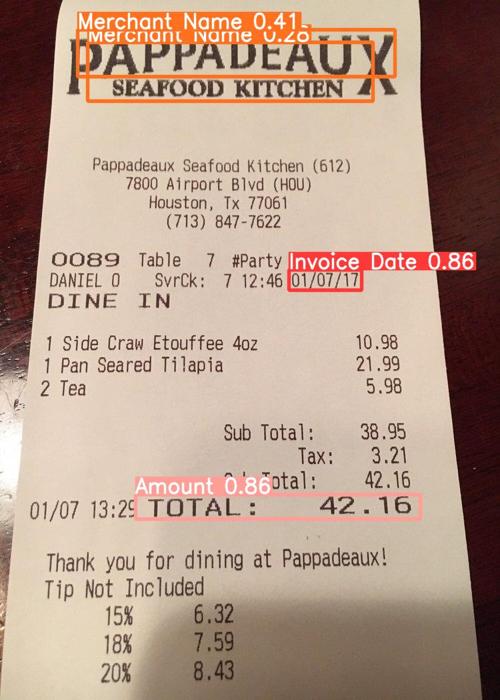 Merchant Name 0.41
Merchant Name 0.28
PAPPADEAUX
SEAFOOD KITCHEN
Pappadeaux Seafood Kitchen (612)
7800 Airport Blvd (HOU)
Houston, Tx 77061
(713) 847-7622
0089 Table 7 #Party
Invoice Date 0.86
DANIEL O SvrCk: 7 12:46 01/07/17
DINE IN
1 Side Craw Etouffee 4oz 10.98
1 Pan Seared Tilapia 21.99
2 Tea 5.98
Sub Total: 38.95
Tax: 3.21
Total: 42.16
Amount 0.86
01/07 13:29 TOTAL: 42.16
Thank you for dining at Pappadeaux!
Tip Not Included
15% 6.32
18% 7.59
20% 8.43